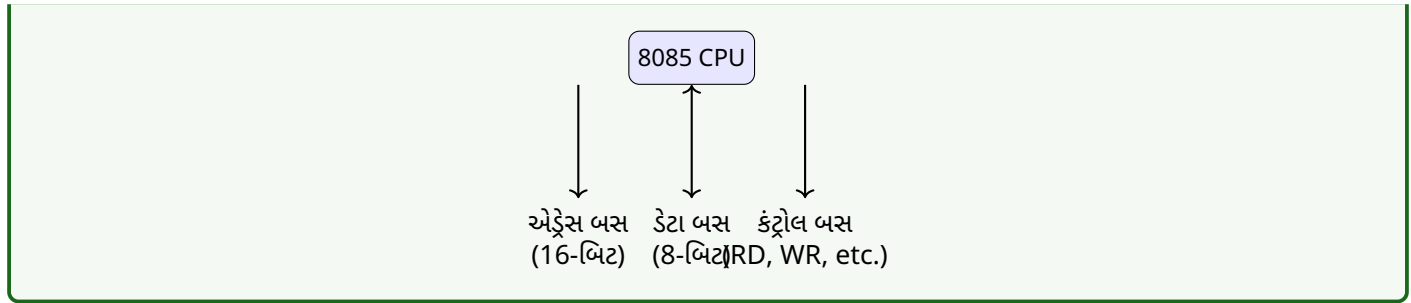 8085 CPU
એડ્રેસ બસ
(16-બિટ)
ડેટા બસ
(8-બિટ)
કંટ્રોલ બસ
(RD, WR, etc.)